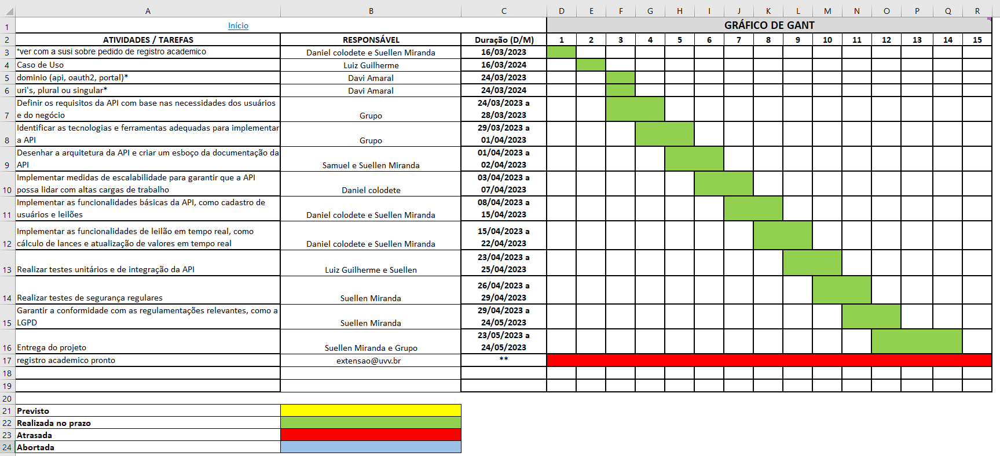 A B C D E F G H I J K L M N O P Q R
1 Início GRÁFICO DE GANT
2 ATIVIDADES / TAREFAS RESPONSÁVEL Duração (D/M) 1 2 3 4 5 6 7 8 9 10 11 12 13 14 15
3 *ver com a susi sobre pedido de registro academico Daniel colodete e Suellen Miranda 16/03/2023
4 Caso de Uso Luiz Guilherme 16/03/2024
5 dominio (api, oauth2, portal)* Davi Amaral 24/03/2023
6 uri's, plural ou singular* Davi Amaral 24/03/2024
Definir os requisitos da API com base nas necessidades dos usuários 24/03/2023 a
7 e do negócio Grupo 28/03/2023
Identificar as tecnologias e ferramentas adequadas para implementar 29/03/2023 a
8 a API Grupo 01/04/2023
Desenhar a arquitetura da API e criar um esboço da documentação da 01/04/2023 a
9 API Samuel e Suellen Miranda 02/04/2023
Implementar medidas de escalabilidade para garantir que a API 03/04/2023 a
10 possa lidar com altas cargas de trabalho Daniel colodete 07/04/2023
Implementar as funcionalidades básicas da API, como cadastro de 08/04/2023 a
11 usuários e leilões Daniel colodete e Suellen Miranda 15/04/2023
Implementar as funcionalidades de leilão em tempo real, como 15/04/2023 a
12 cálculo de lances e atualização de valores em tempo real Daniel colodete e Suellen Miranda 22/04/2023
23/04/2023 a
13 Realizar testes unitários e de integração da API Luiz Guilherme e Suellen 25/04/2023
26/04/2023 a
14 Realizar testes de segurança regulares Suellen Miranda 29/04/2023
Garantir a conformidade com as regulamentações relevantes, como a 29/04/2023 a
15 LGPD Suellen Miranda 24/05/2023
23/05/2023 a
16 Entrega do projeto Suellen Miranda e Grupo 24/05/2023
17 registro academico pronto extensao@uvv.br **
18
19
20
21 Previsto
22 Realizada no prazo
23 Atrasada
24 Abortada